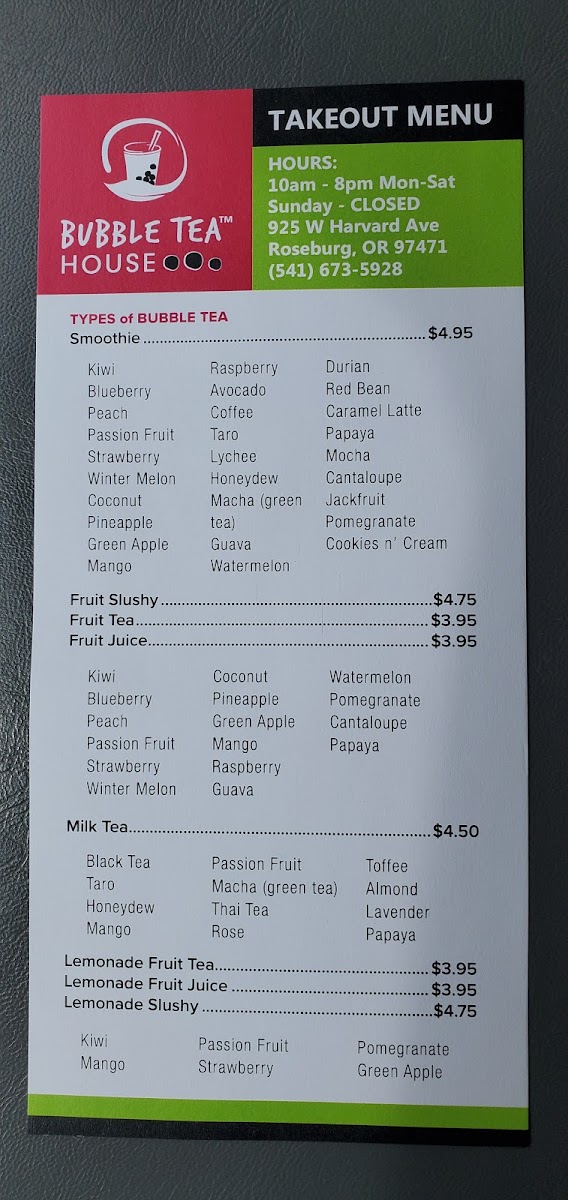 BUBBLE TEA™
HOUSE
TAKEOUT MENU
HOURS:
10am - 8pm Mon-Sat
Sunday - CLOSED
925 W Harvard Ave
Roseburg, OR 97471
(541) 673-5928
TYPES of BUBBLE TEA
Smoothie ........ $4.95
Kiwi
Blueberry
Peach
Passion Fruit
Strawberry
Winter Melon
Coconut
Pineapple
Green Apple
Mango
Raspberry
Avocado
Coffee
Taro
Lychee
Honeydew
Macha (green
tea)
Guava
Watermelon
Durian
Red Bean
Caramel Latte
Papaya
Mocha
Cantaloupe
Jackfruit
Pomegranate
Cookies n' Cream
Fruit Slushy ........ $4.75
Fruit Tea ........ $3.95
Fruit Juice ........ $3.95
Kiwi
Blueberry
Peach
Passion Fruit
Strawberry
Winter Melon
Coconut
Pineapple
Green Apple
Mango
Raspberry
Guava
Watermelon
Pomegranate
Cantaloupe
Papaya
Milk Tea ........ $4.50
Black Tea
Taro
Honeydew
Mango
Passion Fruit
Macha (green tea)
Thai Tea
Rose
Toffee
Almond
Lavender
Papaya
Lemonade Fruit Tea ........ $3.95
Lemonade Fruit Juice ........ $3.95
Lemonade Slushy ........ $4.75
Kiwi
Mango
Passion Fruit
Strawberry
Pomegranate
Green Apple